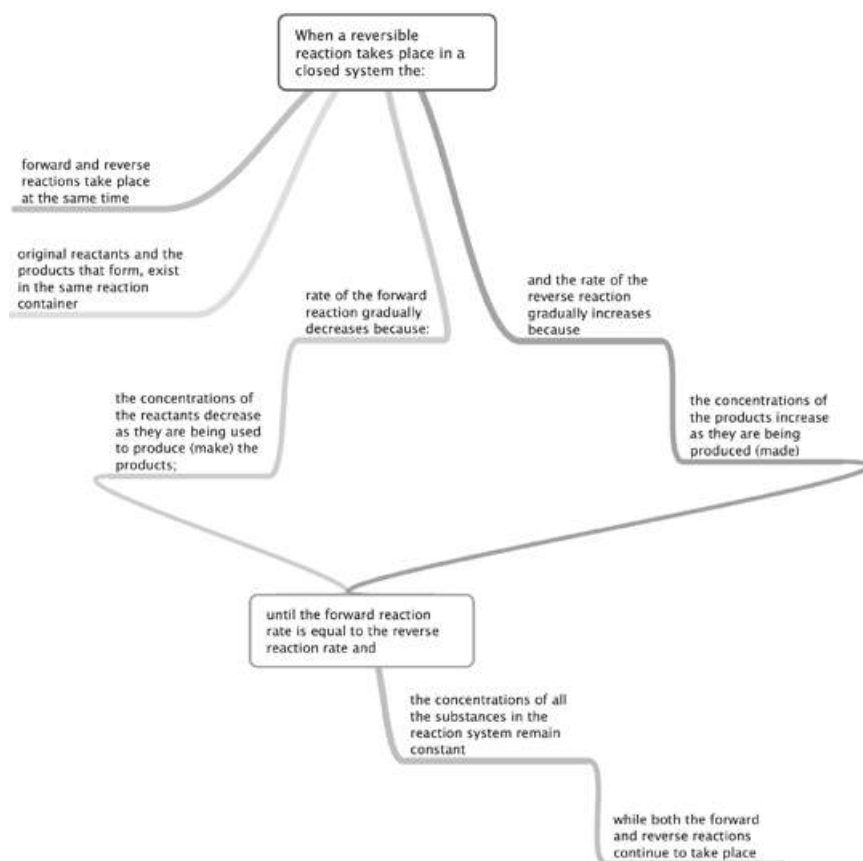 When a reversible
reaction takes place in a
closed system the:
forward and reverse
reactions take place
at the same time
original reactants and the
products that form, exist
in the same reaction
container
rate of the forward
reaction gradually
decreases because:
and the rate of the
reverse reaction
gradually increases
because
the concentrations of
the reactants decrease
as they are being used
to produce (make) the
products;
the concentrations of
the products increase
as they are being
produced (made)
until the forward reaction
rate is equal to the reverse
reaction rate and
the concentrations of all
the substances in the
reaction system remain
constant
while both the forward
and reverse reactions
continue to take place